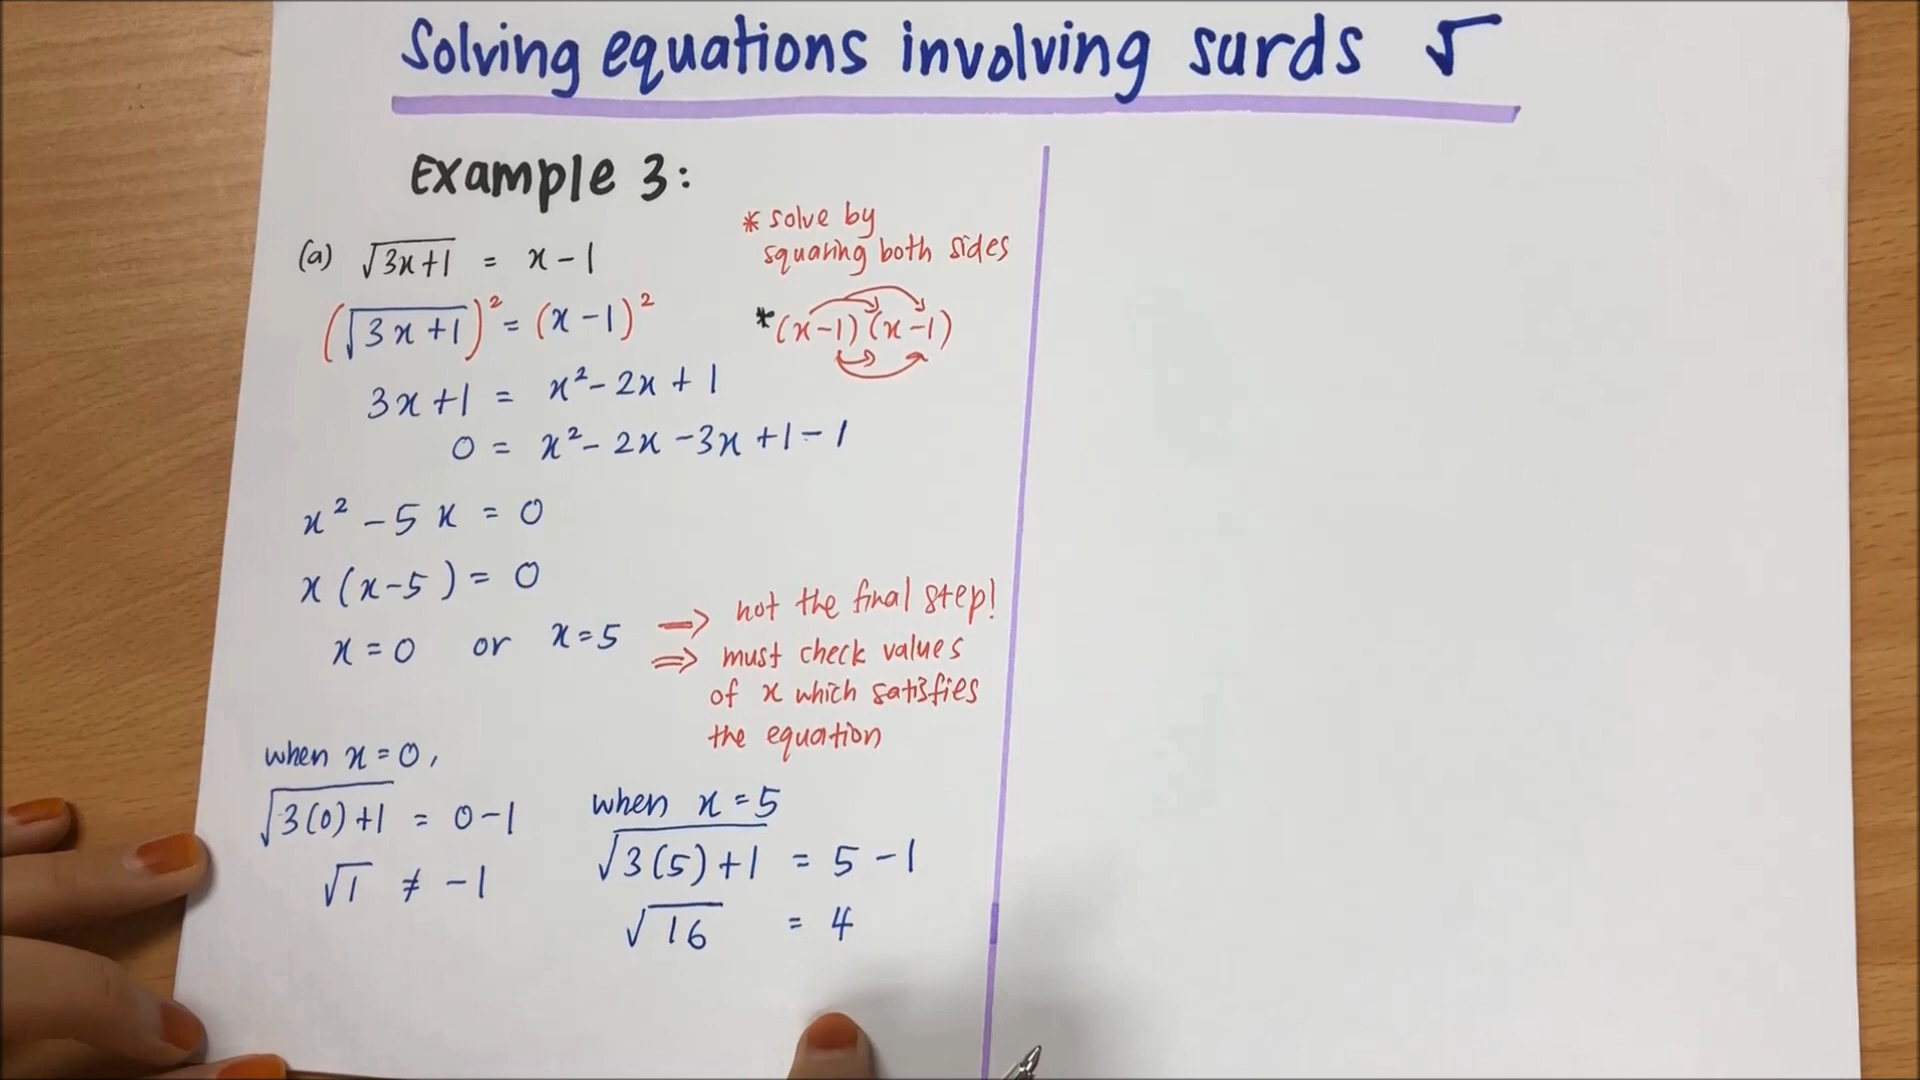 Solving equations involving surds √
Example 3:
(a) √3x+1 = x-1
* solve by
squaring both sides
(√3x+1)² = (x-1)²
*(x-1)(x-1)
3x+1 = x²-2x+1
0 = x²-2x-3x+1-1
x²-5x = 0
x(x-5) = 0
x=0 or x=5
⇒ not the final step!
⇒ must check values
of x which satisfies
the equation
when x=0,
√3(0)+1 = 0-1
√1 ≠ -1
when x=5
√3(5)+1 = 5-1
√16 = 4